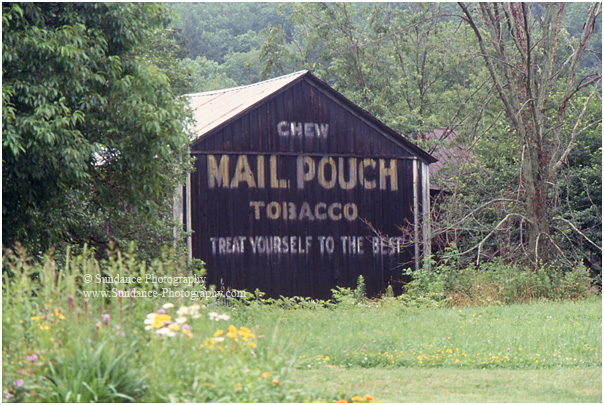 CHEW
MAIL POUCH
TOBACCO
TREAT YOURSELF TO THE BEST
© Sundance Photography
www.Sundance-Photography.com